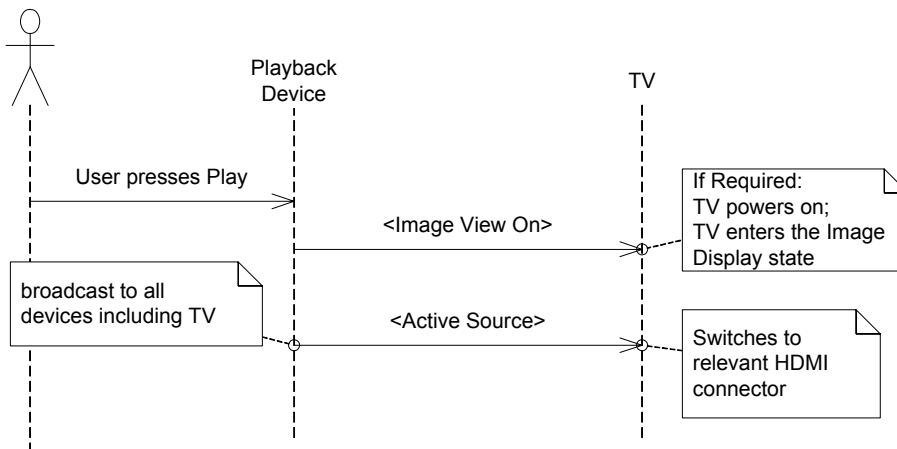 Playback
Device
TV
User presses Play
If Required:
TV powers on;
TV enters the Image
Display state
<Image View On>
broadcast to all
devices including TV
<Active Source>
Switches to
relevant HDMI
connector